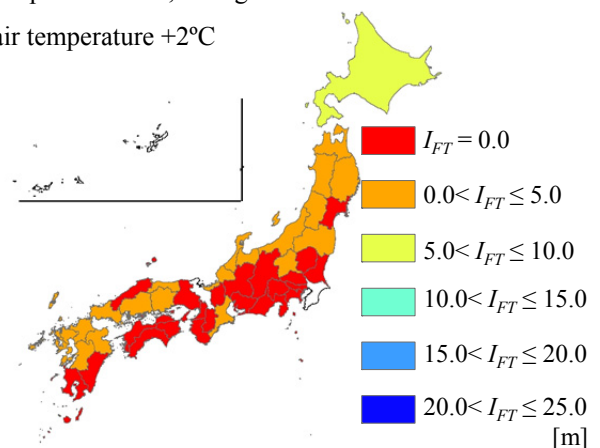 air temperature +2ºC
I_FT = 0.0
0.0< I_FT ≤ 5.0
5.0< I_FT ≤ 10.0
10.0< I_FT ≤ 15.0
15.0< I_FT ≤ 20.0
20.0< I_FT ≤ 25.0
[m]